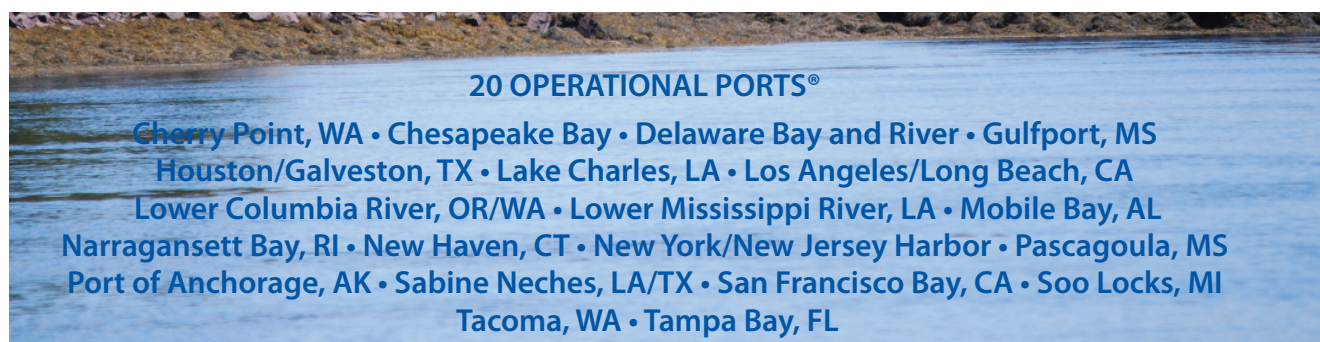 20 OPERATIONAL PORTS®
Cherry Point, WA • Chesapeake Bay • Delaware Bay and River • Gulfport, MS
Houston/Galveston, TX • Lake Charles, LA • Los Angeles/Long Beach, CA
Lower Columbia River, OR/WA • Lower Mississippi River, LA • Mobile Bay, AL
Narragansett Bay, RI • New Haven, CT • New York/New Jersey Harbor • Pascagoula, MS
Port of Anchorage, AK • Sabine Neches, LA/TX • San Francisco Bay, CA • Soo Locks, MI
Tacoma, WA • Tampa Bay, FL